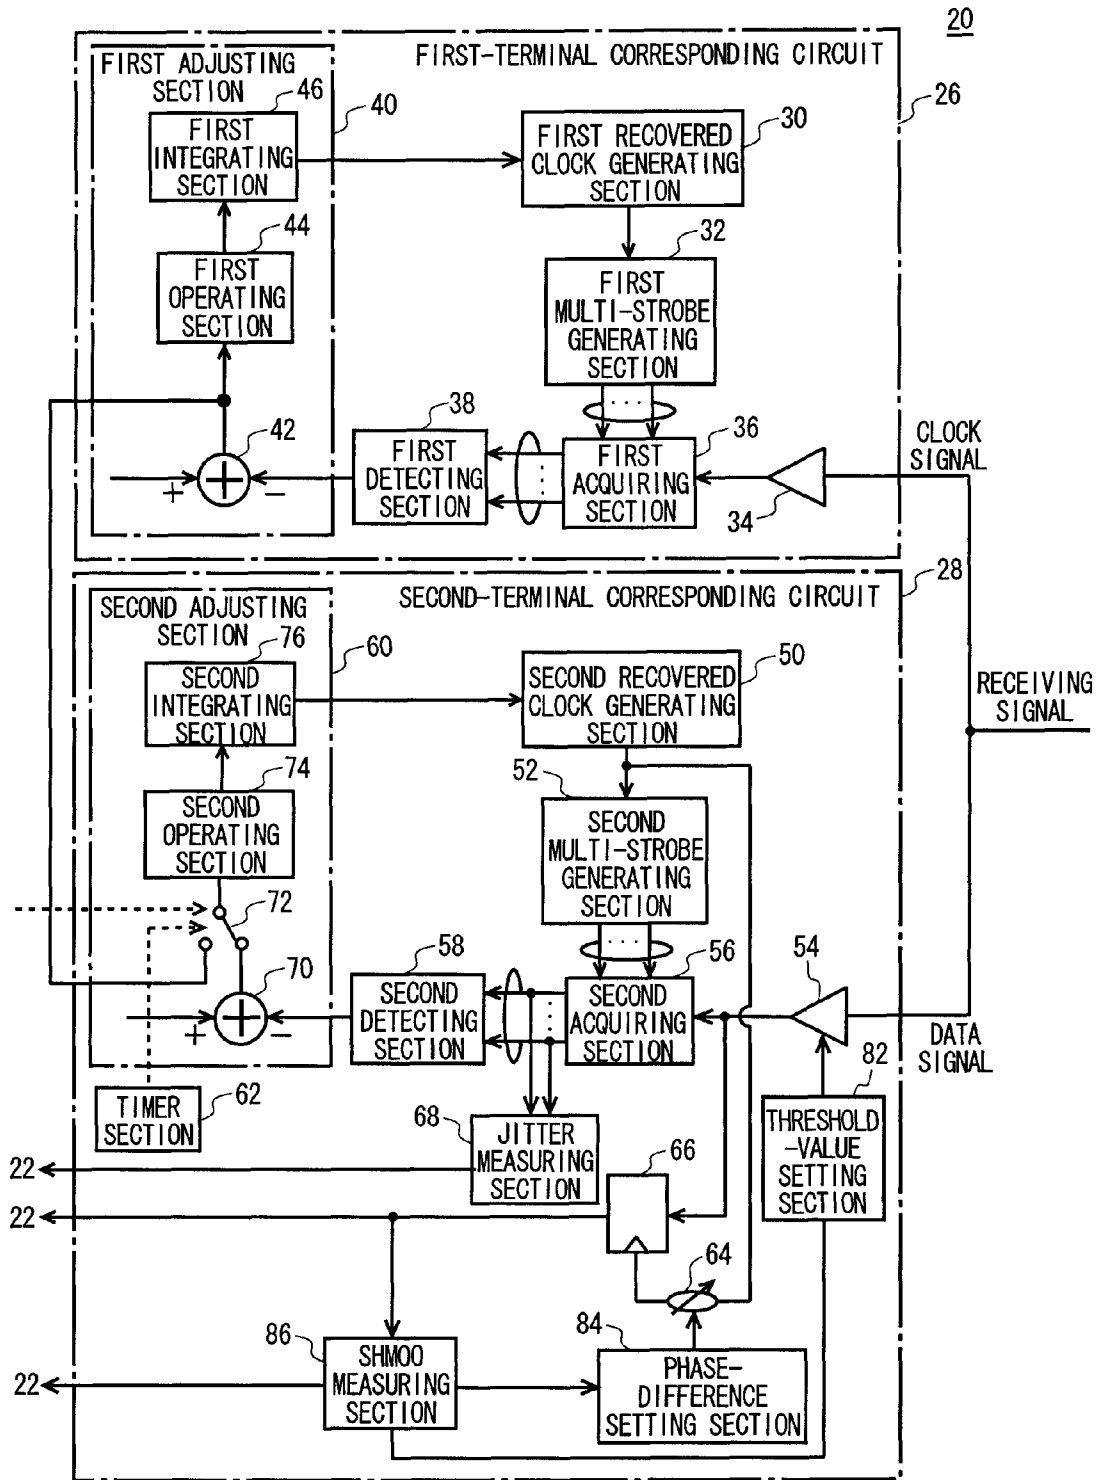 20
FIRST-TERMINAL CORRESPONDING CIRCUIT
26
FIRST ADJUSTING
SECTION
46
40
FIRST
INTEGRATING
SECTION
FIRST RECOVERED
CLOCK GENERATING
SECTION
30
44
FIRST
OPERATING
SECTION
32
FIRST
MULTI-STROBE
GENERATING
SECTION
...
42
+
+
−
38
FIRST
DETECTING
SECTION
...
36
FIRST
ACQUIRING
SECTION
34
CLOCK
SIGNAL
28
SECOND-TERMINAL CORRESPONDING CIRCUIT
SECOND ADJUSTING
SECTION
76
60
SECOND
INTEGRATING
SECTION
SECOND RECOVERED
CLOCK GENERATING
SECTION
50
RECEIVING
SIGNAL
74
SECOND
OPERATING
SECTION
52
SECOND
MULTI-STROBE
GENERATING
SECTION
...
72
70
+
+
−
58
SECOND
DETECTING
SECTION
...
56
SECOND
ACQUIRING
SECTION
54
DATA
SIGNAL
TIMER
SECTION
62
68
JITTER
MEASURING
SECTION
66
82
THRESHOLD
-VALUE
SETTING
SECTION
22
22
64
86
SHMOO
MEASURING
SECTION
84
PHASE-
DIFFERENCE
SETTING SECTION
22